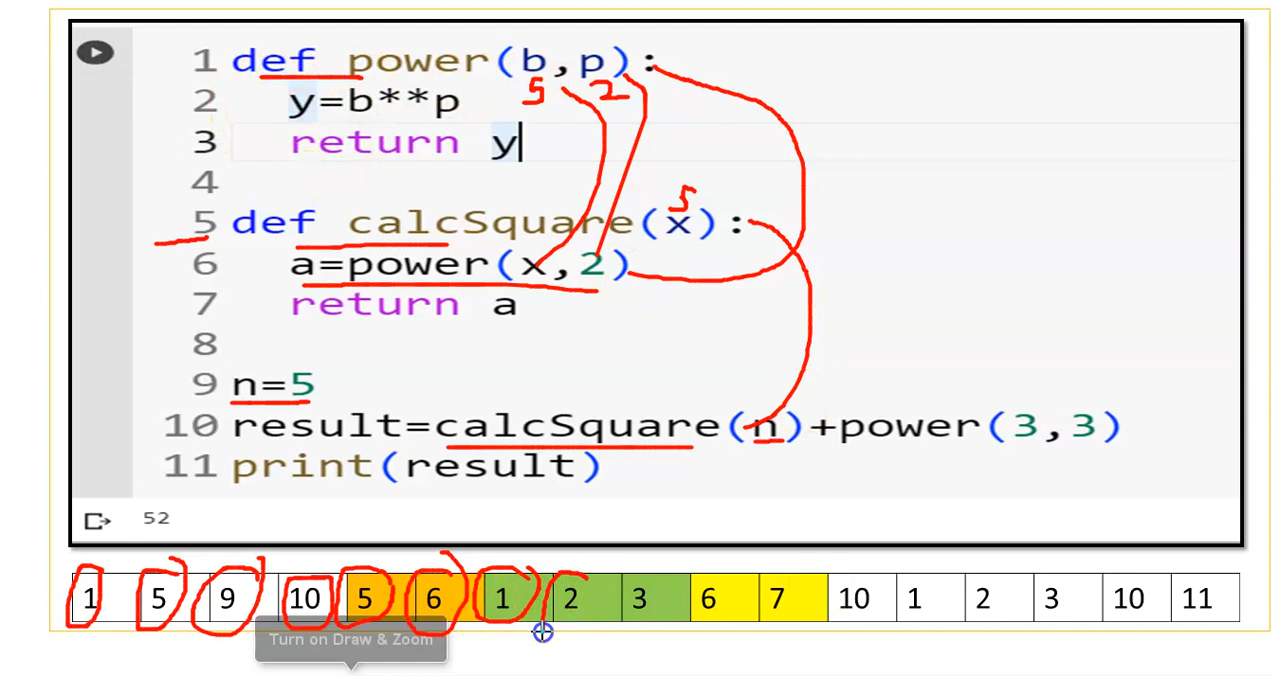 1 def power(b,p):
5 2
2 y=b**p
3 return y
4
5
5 def calcSquare(x):
6 a=power(x,2)
7 return a
8
9 n=5
10 result=calcSquare(n)+power(3,3)
11 print(result)
52
1 5 9 10 5 6 1 2 3 6 7 10 1 2 3 10 11
Turn on Draw & Zoom